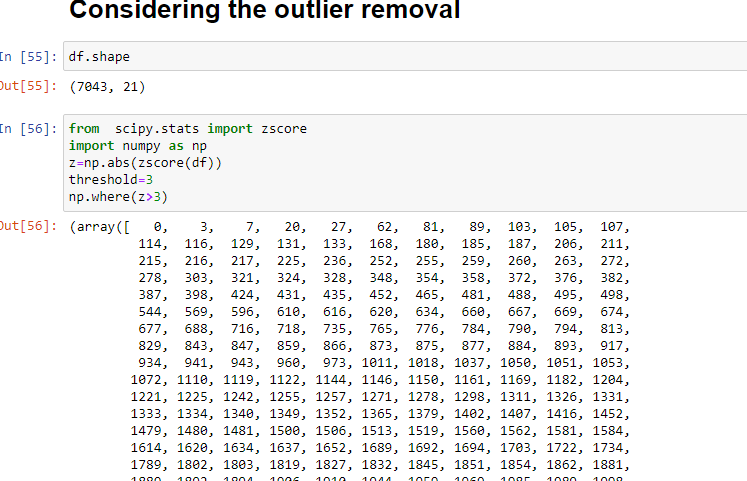 Considering the outlier removal
In [55]: df.shape
Out[55]: (7043, 21)
In [56]: from  scipy.stats import zscore
import numpy as np
z=np.abs(zscore(df))
threshold=3
np.where(z>3)
Out[56]: (array([   0,    3,    7,   20,   27,   62,   81,   89,  103,  105,  107,
114,  116,  129,  131,  133,  168,  180,  185,  187,  206,  211,
215,  216,  217,  225,  236,  252,  255,  259,  260,  263,  272,
278,  303,  321,  324,  328,  348,  354,  358,  372,  376,  382,
387,  398,  424,  431,  435,  452,  465,  481,  488,  495,  498,
544,  569,  596,  610,  616,  620,  634,  660,  667,  669,  674,
677,  688,  716,  718,  735,  765,  776,  784,  790,  794,  813,
829,  843,  847,  859,  866,  873,  875,  877,  884,  893,  917,
934,  941,  943,  960,  973, 1011, 1018, 1037, 1050, 1051, 1053,
1072, 1110, 1119, 1122, 1144, 1146, 1150, 1161, 1169, 1182, 1204,
1221, 1225, 1242, 1255, 1257, 1271, 1278, 1298, 1311, 1326, 1331,
1333, 1334, 1340, 1349, 1352, 1365, 1379, 1402, 1407, 1416, 1452,
1479, 1480, 1481, 1500, 1506, 1513, 1519, 1560, 1562, 1581, 1584,
1614, 1620, 1634, 1637, 1652, 1689, 1692, 1694, 1703, 1722, 1734,
1789, 1802, 1803, 1819, 1827, 1832, 1845, 1851, 1854, 1862, 1881,